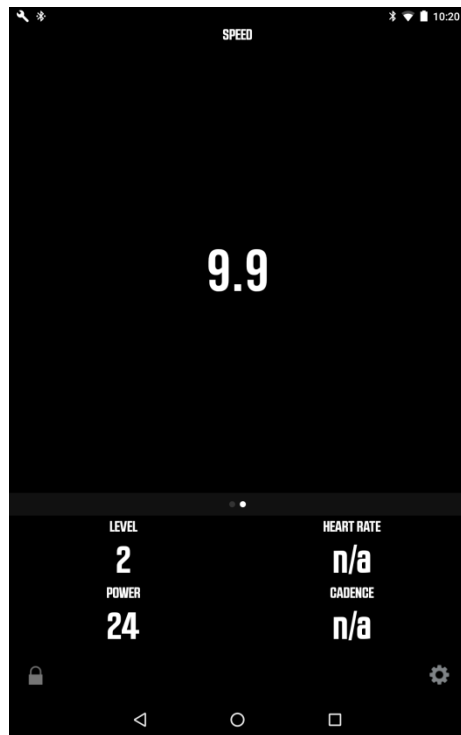 10:20
SPEED
9.9
LEVEL HEART RATE
2 n/a
POWER CADENCE
24 n/a